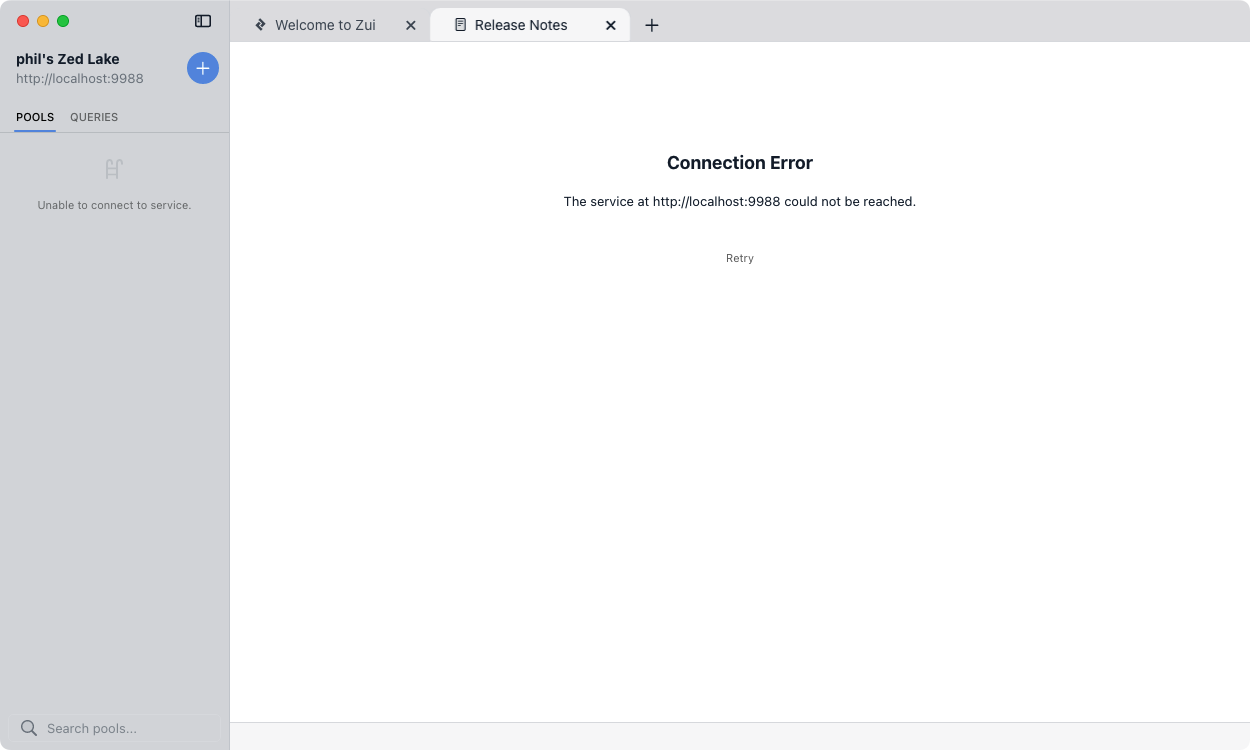 phil's Zed Lake
http://localhost:9988
POOLS QUERIES
Unable to connect to service.
Search pools...
Welcome to Zui
Release Notes
Connection Error
The service at http://localhost:9988 could not be reached.
Retry